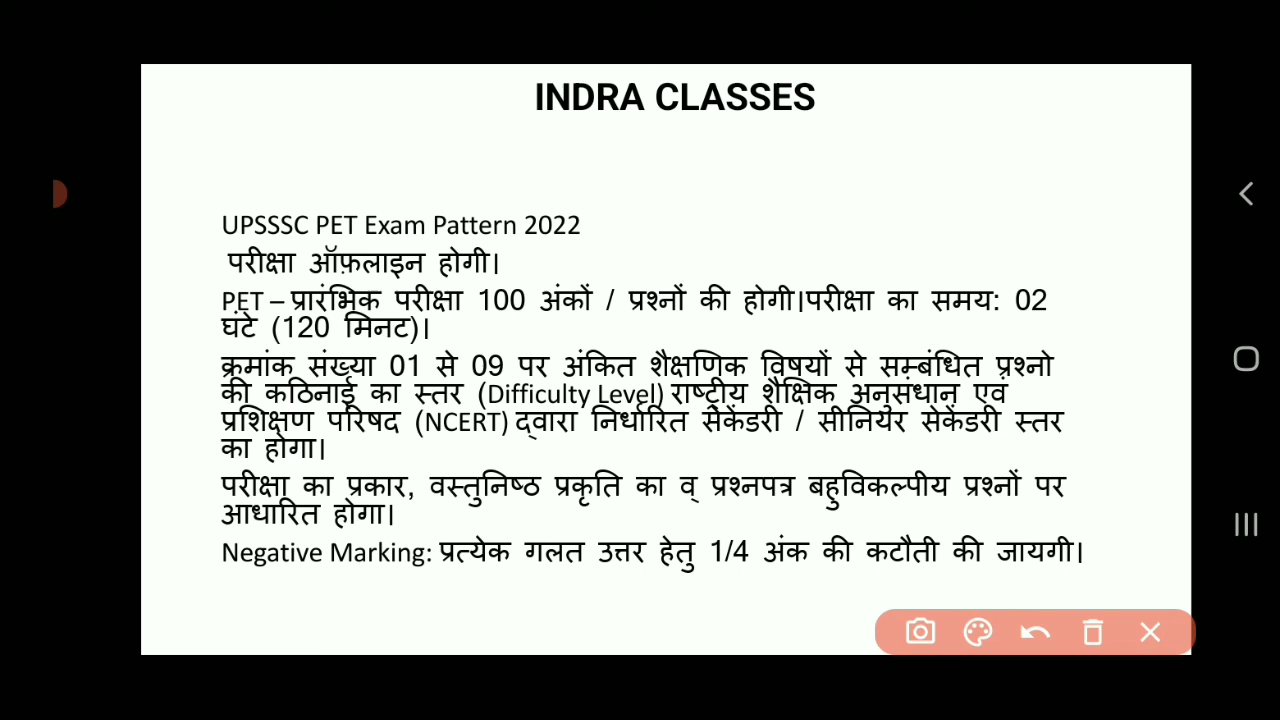 INDRA CLASSES
UPSSSC PET Exam Pattern 2022
परीक्षा ऑफ़लाइन होगी।
PET – प्रारंभिक परीक्षा 100 अंकों / प्रश्नों की होगी।परीक्षा का समय: 02
घंटे (120 मिनट)।
क्रमांक संख्या 01 से 09 पर अंकित शैक्षणिक विषयों से सम्बंधित प्रश्नो
की कठिनाई का स्तर (Difficulty Level) राष्ट्रीय शैक्षिक अनुसंधान एवं
प्रशिक्षण परिषद (NCERT) द्वारा निर्धारित सेकेंडरी / सीनियर सेकेंडरी स्तर
का होगा।
परीक्षा का प्रकार, वस्तुनिष्ठ प्रकृति का व् प्रश्नपत्र बहुविकल्पीय प्रश्नों पर
आधारित होगा।
Negative Marking: प्रत्येक गलत उत्तर हेतु 1/4 अंक की कटौती की जायगी।